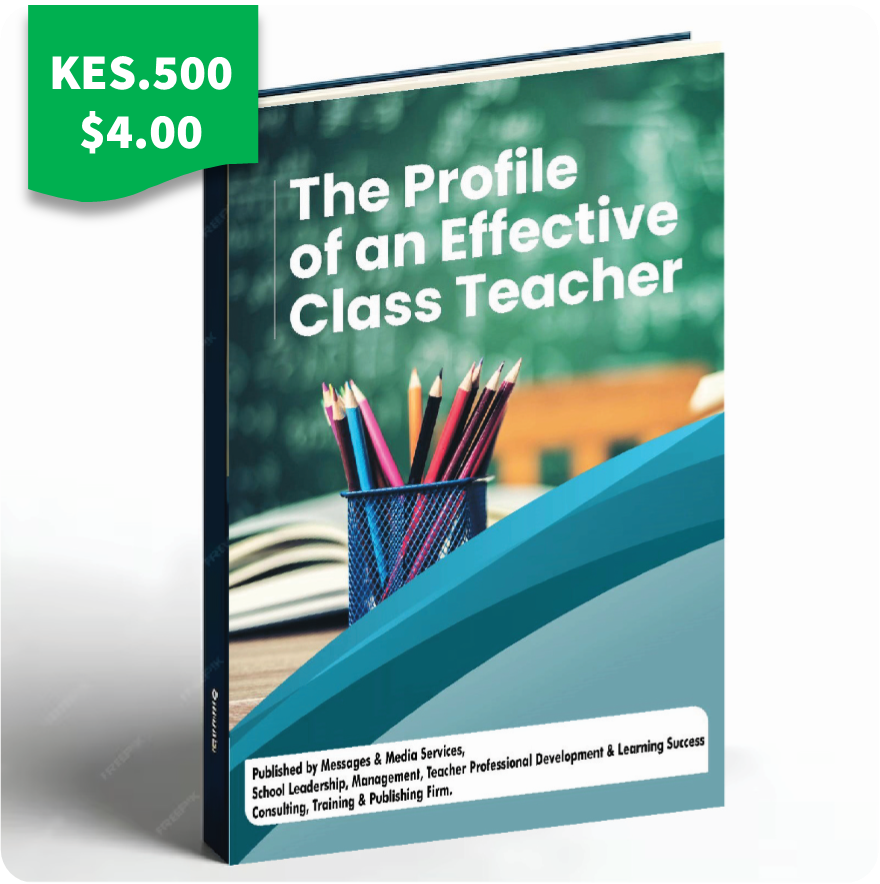 KES.500
$4.00
The Profile
of an Effective
Class Teacher
Published by Messages & Media Services,
School Leadership, Management, Teacher Professional Development & Learning Success
Consulting, Training & Publishing Firm.